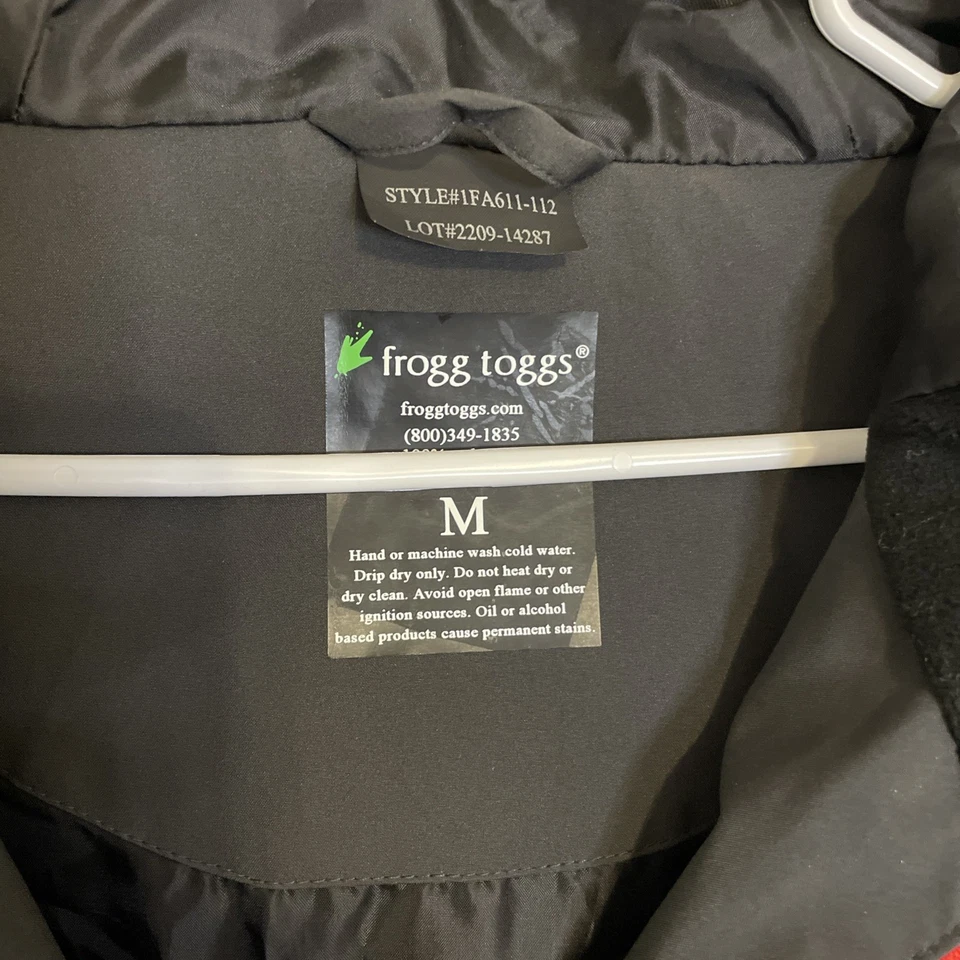 STYLE#1FA611-112
LOT#2209-14287
frogg toggs®
froggtoggs.com
(800)349-1835
M
Hand or machine wash cold water.
Drip dry only. Do not heat dry or
dry clean. Avoid open flame or other
ignition sources. Oil or alcohol
based products cause permanent stains.